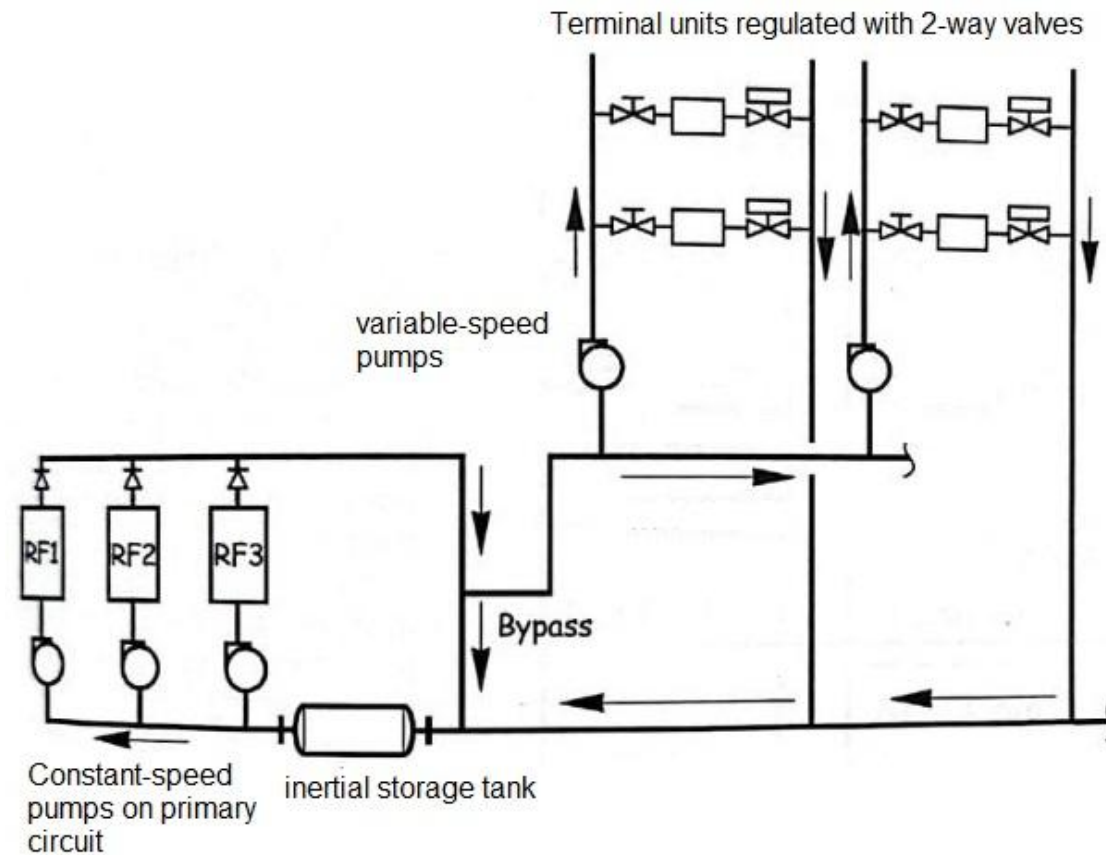 Terminal units regulated with 2-way valves
variable-speed
pumps
RF1
RF2
RF3
Bypass
Constant-speed
pumps on primary
circuit
inertial storage tank